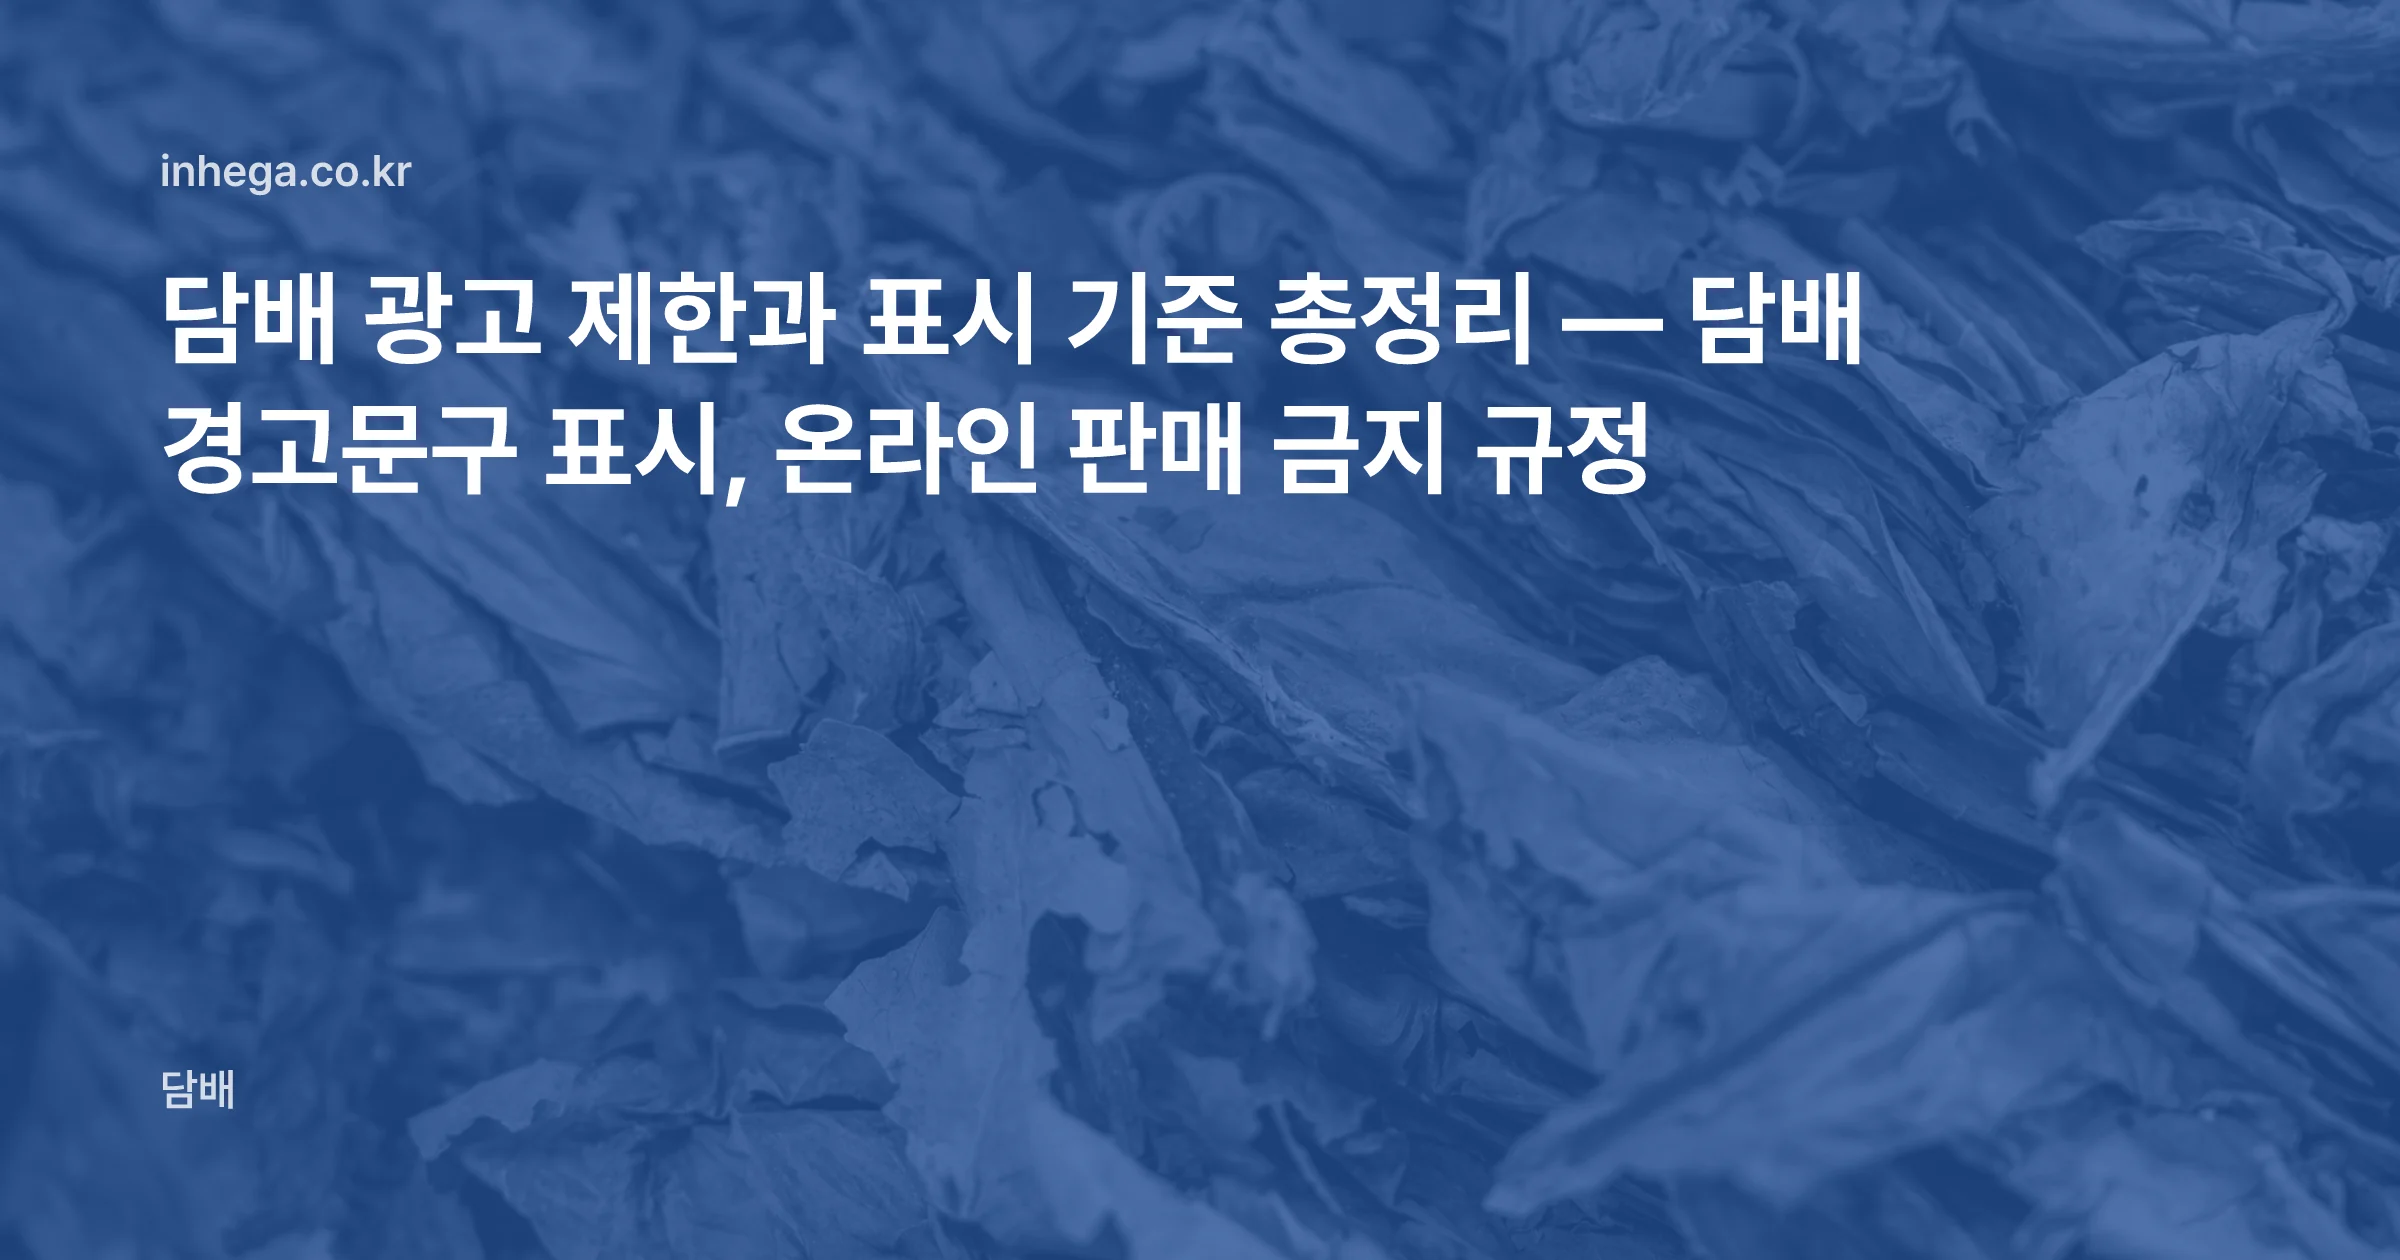 inhega.co.kr
담배 광고 제한과 표시 기준 총정리 — 담배
경고문구 표시, 온라인 판매 금지 규정
담배